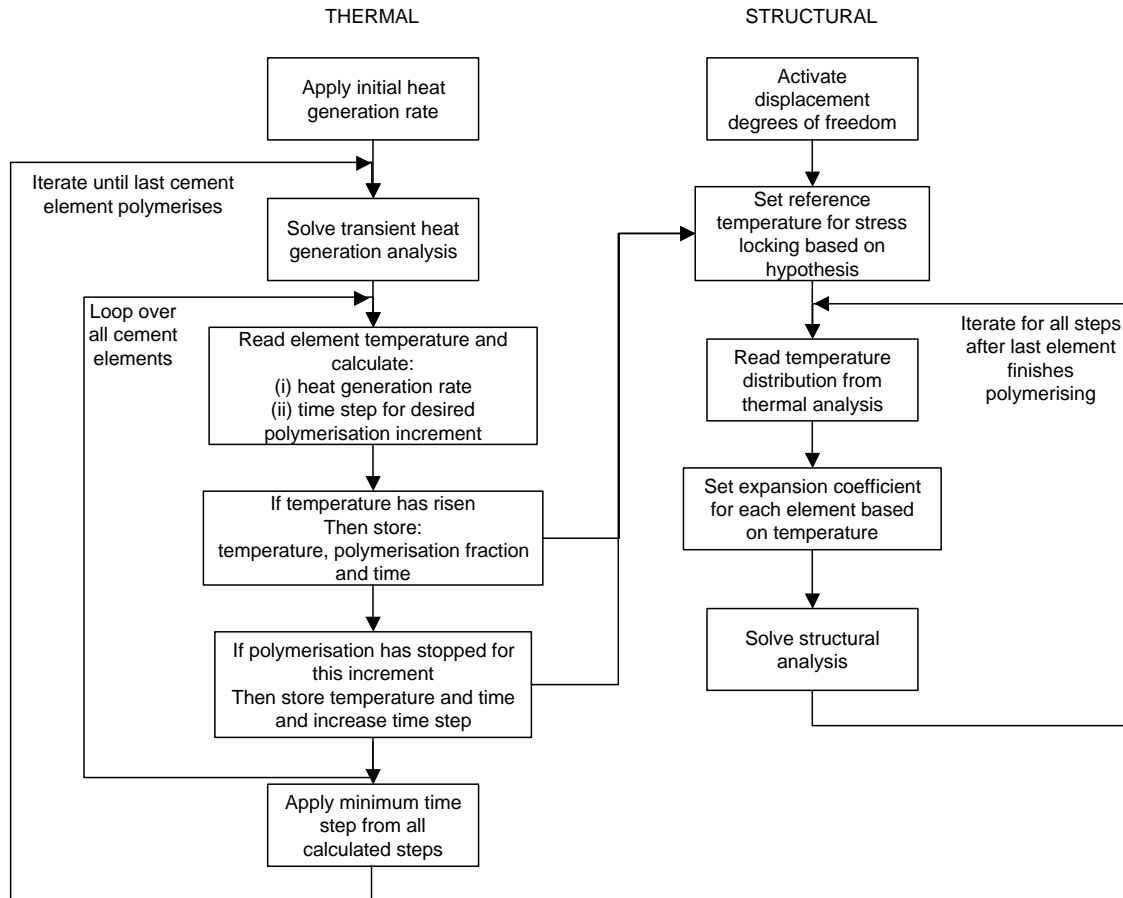 THERMAL
STRUCTURAL
Apply initial heat
generation rate
Iterate until last cement
element polymerises
Solve transient heat
generation analysis
Loop over
all cement
elements
Read element temperature and
calculate:
(i) heat generation rate
(ii) time step for desired
polymerisation increment
If temperature has risen
Then store:
temperature, polymerisation fraction
and time
If polymerisation has stopped for
this increment
Then store temperature and time
and increase time step
Apply minimum time
step from all
calculated steps
Activate
displacement
degrees of freedom
Set reference
temperature for stress
locking based on
hypothesis
Iterate for all steps
after last element
finishes
polymerising
Read temperature
distribution from
thermal analysis
Set expansion coefficient
for each element based
on temperature
Solve structural
analysis